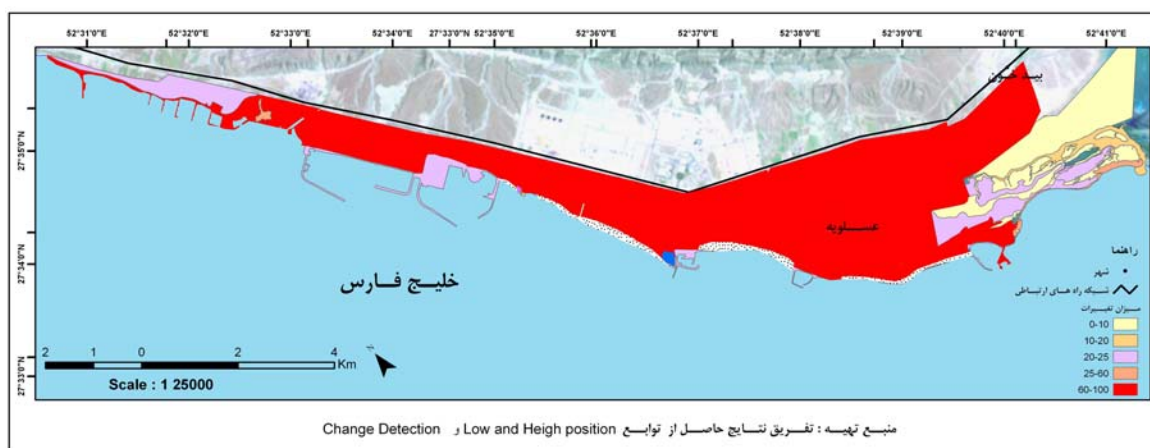 52°31'0"E 52°32'0"E 52°33'0"E 52°34'0"E 27°33'0"N 52°35'0"E 52°36'0"E 52°37'0"E 52°38'0"E 52°39'0"E 52°40'0"E 52°41'0"E
بید خون
27°35'0"N
عسلویه
27°34'0"N
خلیج فارس
27°33'0"N
راهنما
شهر
شبکه راه های ارتباطی
میزان تغییرات
0-10
10-20
20-25
25-60
60-100
2 1 0 2 4
Km
Scale : 1 25000
N
منبع تهیه : تفریق نتایج حاصل از توابع Low and Heigh position و Change Detection